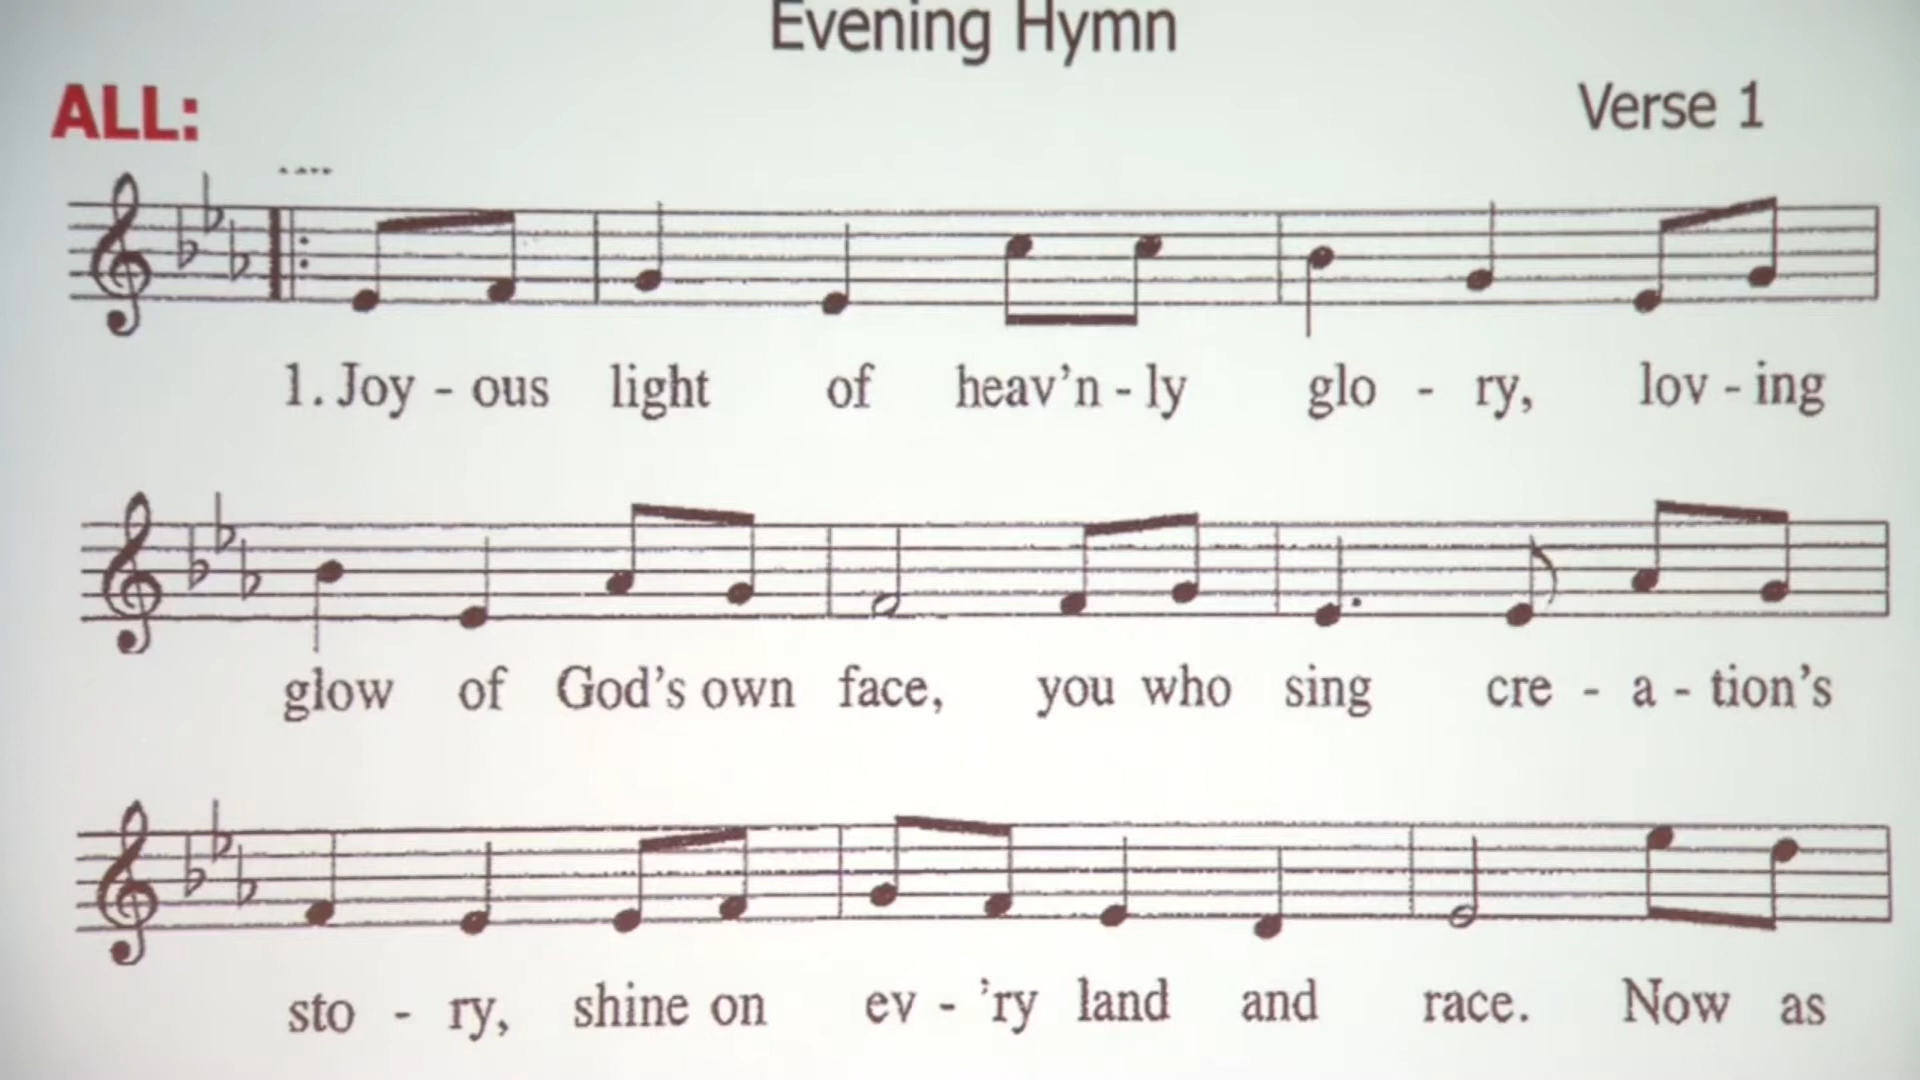 Evening Hymn
ALL:
Verse 1
1. Joy - ous light of heav'n - ly glo - ry, lov - ing
glow of God's own face, you who sing cre - a - tion's
sto - ry, shine on ev - 'ry land and race. Now as